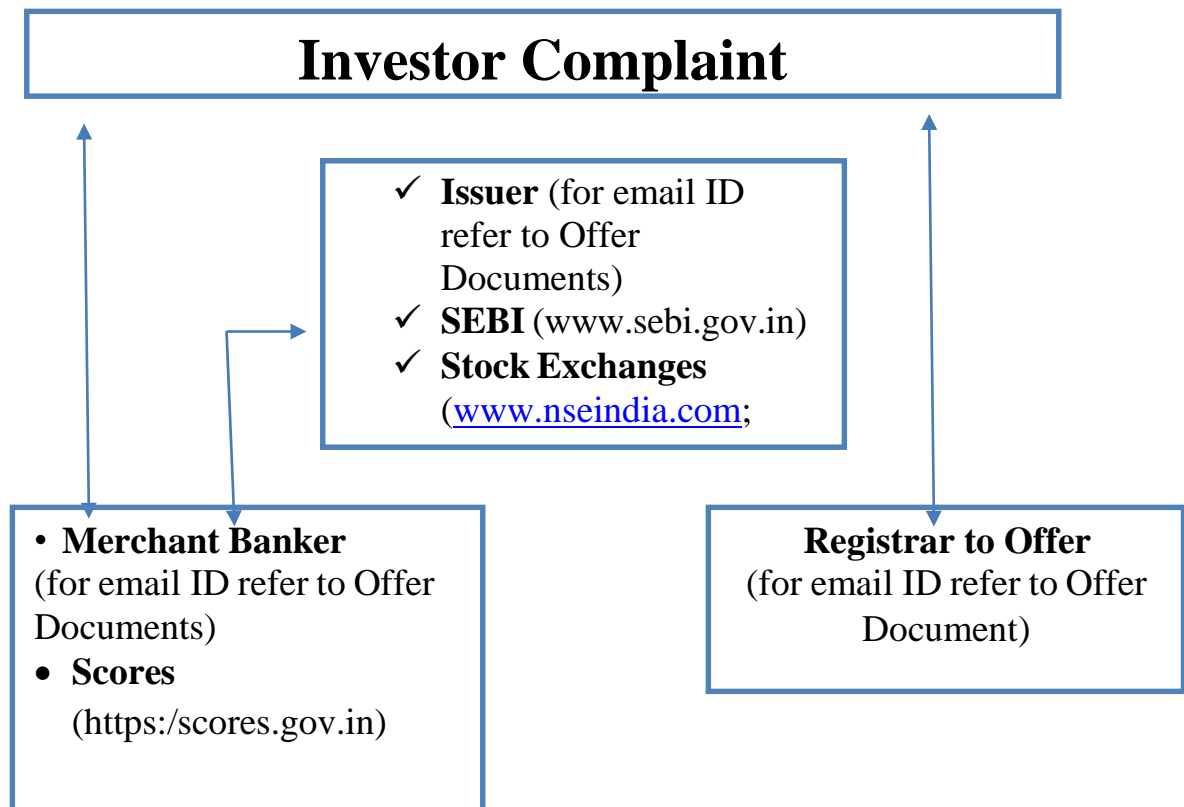 Investor Complaint
✓ Issuer (for email ID
refer to Offer
Documents)
✓ SEBI (www.sebi.gov.in)
✓ Stock Exchanges
(www.nseindia.com;
• Merchant Banker
(for email ID refer to Offer
Documents)
• Scores
(https:/scores.gov.in)
Registrar to Offer
(for email ID refer to Offer
Document)